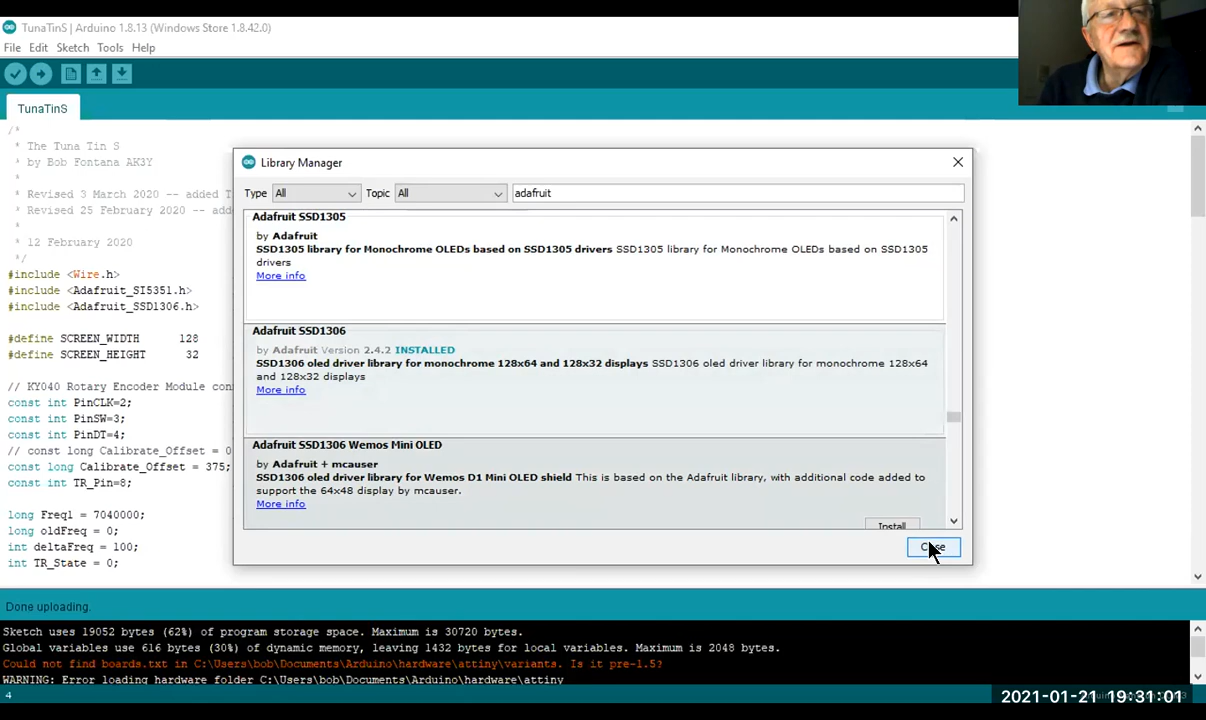 TunaTinS | Arduino 1.8.13 (Windows Store 1.8.42.0)
File Edit Sketch Tools Help
TunaTinS
/*
* The Tuna Tin S
* by Bob Fontana AK3Y
*
* Revised 3 March 2020 -- added T
* Revised 25 February 2020 -- add
*
* 12 February 2020
*/
#include <Wire.h>
#include <Adafruit_SI5351.h>
#include <Adafruit_SSD1306.h>
#define SCREEN_WIDTH 128
#define SCREEN_HEIGHT 32
// KY040 Rotary Encoder Module con
const int PinCLK=2;
const int PinSW=3;
const int PinDT=4;
// const long Calibrate_Offset = 0
const long Calibrate_Offset = 375;
const int TR_Pin=8;
long Freq1 = 7040000;
long oldFreq = 0;
int deltaFreq = 100;
int TR_State = 0;
Library Manager
Type All Topic All adafruit
Adafruit SSD1305
by Adafruit
SSD1305 library for Monochrome OLEDs based on SSD1305 drivers SSD1305 library for Monochrome OLEDs based on SSD1305
drivers
More info
Adafruit SSD1306
by Adafruit Version 2.4.2 INSTALLED
SSD1306 oled driver library for monochrome 128x64 and 128x32 displays SSD1306 oled driver library for monochrome 128x64
and 128x32 displays
More info
Adafruit SSD1306 Wemos Mini OLED
by Adafruit + mcauser
SSD1306 oled driver library for Wemos D1 Mini OLED shield This is based on the Adafruit library, with additional code added to
support the 64x48 display by mcauser.
More info
Install
Close
Done uploading.
Sketch uses 19052 bytes (62%) of program storage space. Maximum is 30720 bytes.
Global variables use 616 bytes (30%) of dynamic memory, leaving 1432 bytes for local variables. Maximum is 2048 bytes.
Could not find boards.txt in C:\Users\bob\Documents\Arduino\hardware\attiny\variants. Is it pre-1.5?
WARNING: Error loading hardware folder C:\Users\bob\Documents\Arduino\hardware\attiny
4
2021-01-21 19:31:01